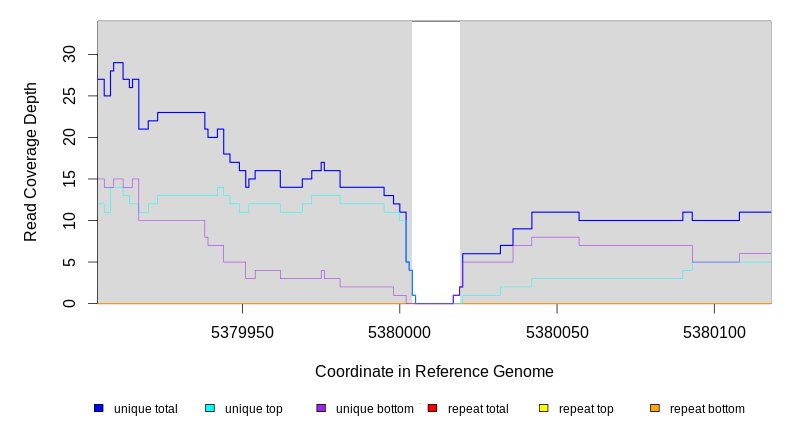 30
25
20
15
10
5
0
Read Coverage Depth
5379950 5380000 5380050 5380100
Coordinate in Reference Genome
unique total unique top unique bottom repeat total repeat top repeat bottom